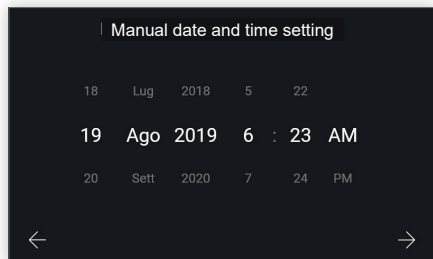 Manual date and time setting
18 Lug 2018 5 22
19 Ago 2019 6 : 23 AM
20 Sett 2020 7 24 PM